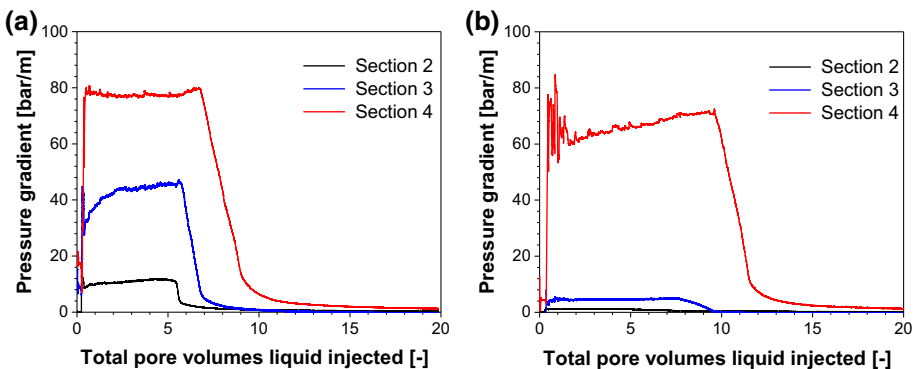 (a)
Pressure gradient [bar/m]
100
80
60
40
20
0
Section 2
Section 3
Section 4
0
5
10
15
20
Total pore volumes liquid injected [-]
(b)
Pressure gradient [bar/m]
100
80
60
40
20
0
Section 2
Section 3
Section 4
0
5
10
15
20
Total pore volumes liquid injected [-]